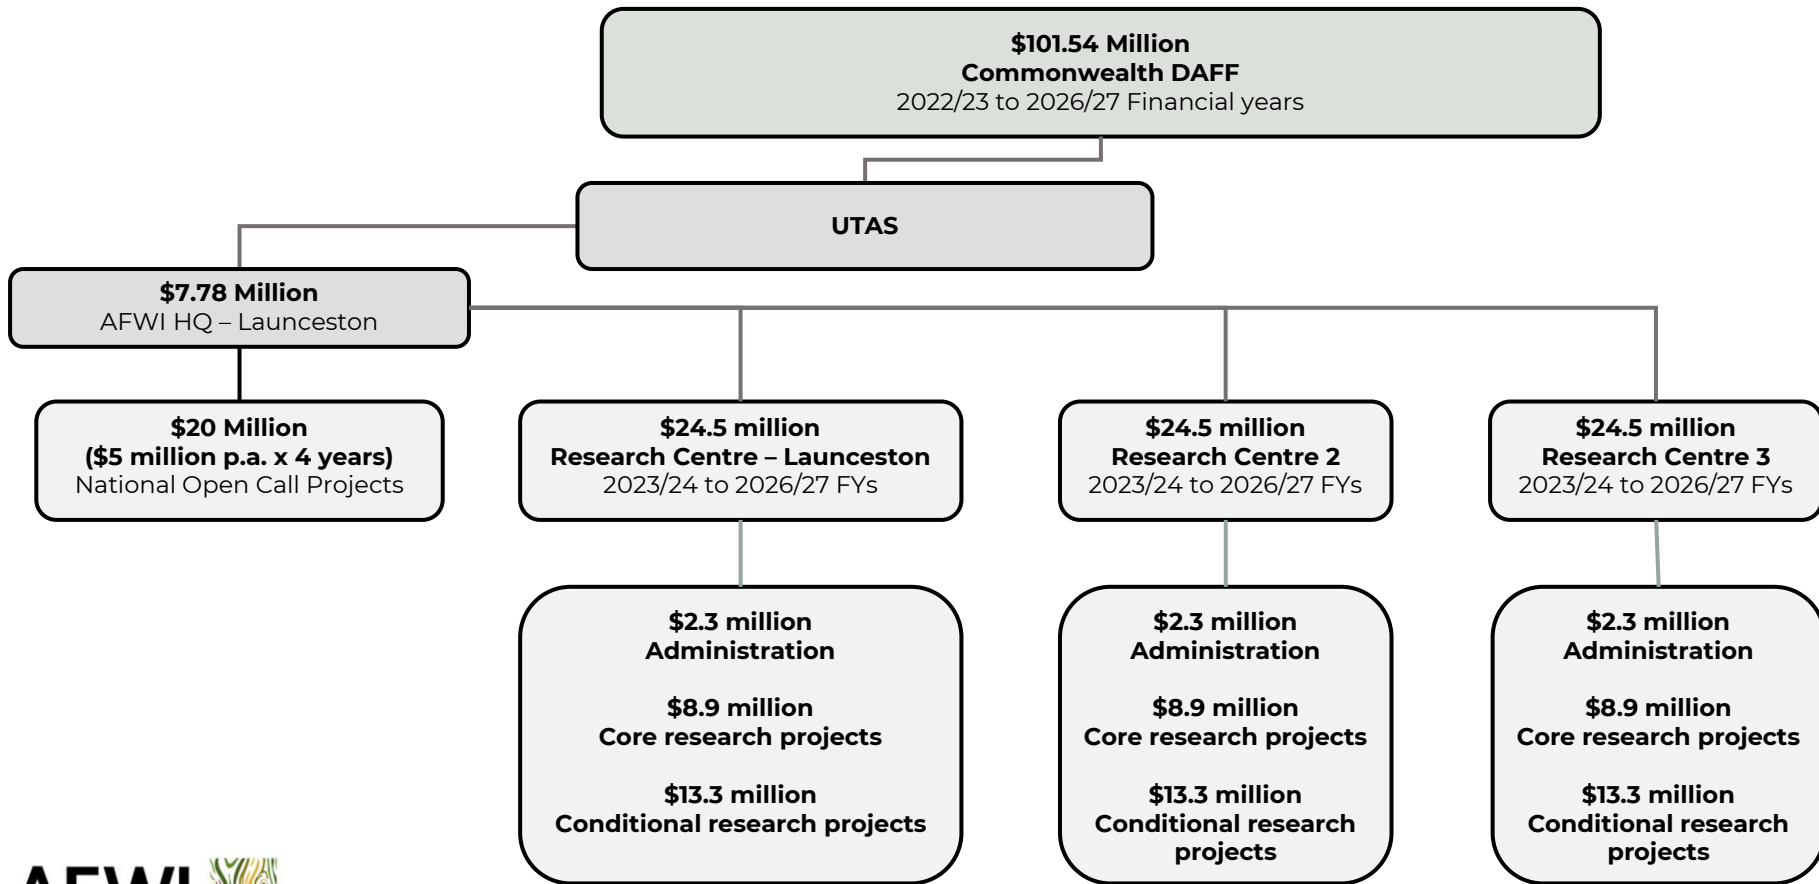 $101.54 Million
Commonwealth DAFF
2022/23 to 2026/27 Financial years
UTAS
$7.78 Million
AFWI HQ – Launceston
$20 Million
($5 million p.a. x 4 years)
National Open Call Projects
$24.5 million
Research Centre – Launceston
2023/24 to 2026/27 FYs
$24.5 million
Research Centre 2
2023/24 to 2026/27 FYs
$24.5 million
Research Centre 3
2023/24 to 2026/27 FYs
$2.3 million
Administration
$8.9 million
Core research projects
$13.3 million
Conditional research projects
$2.3 million
Administration
$8.9 million
Core research projects
$13.3 million
Conditional research
projects
$2.3 million
Administration
$8.9 million
Core research projects
$13.3 million
Conditional research
projects
AFWI